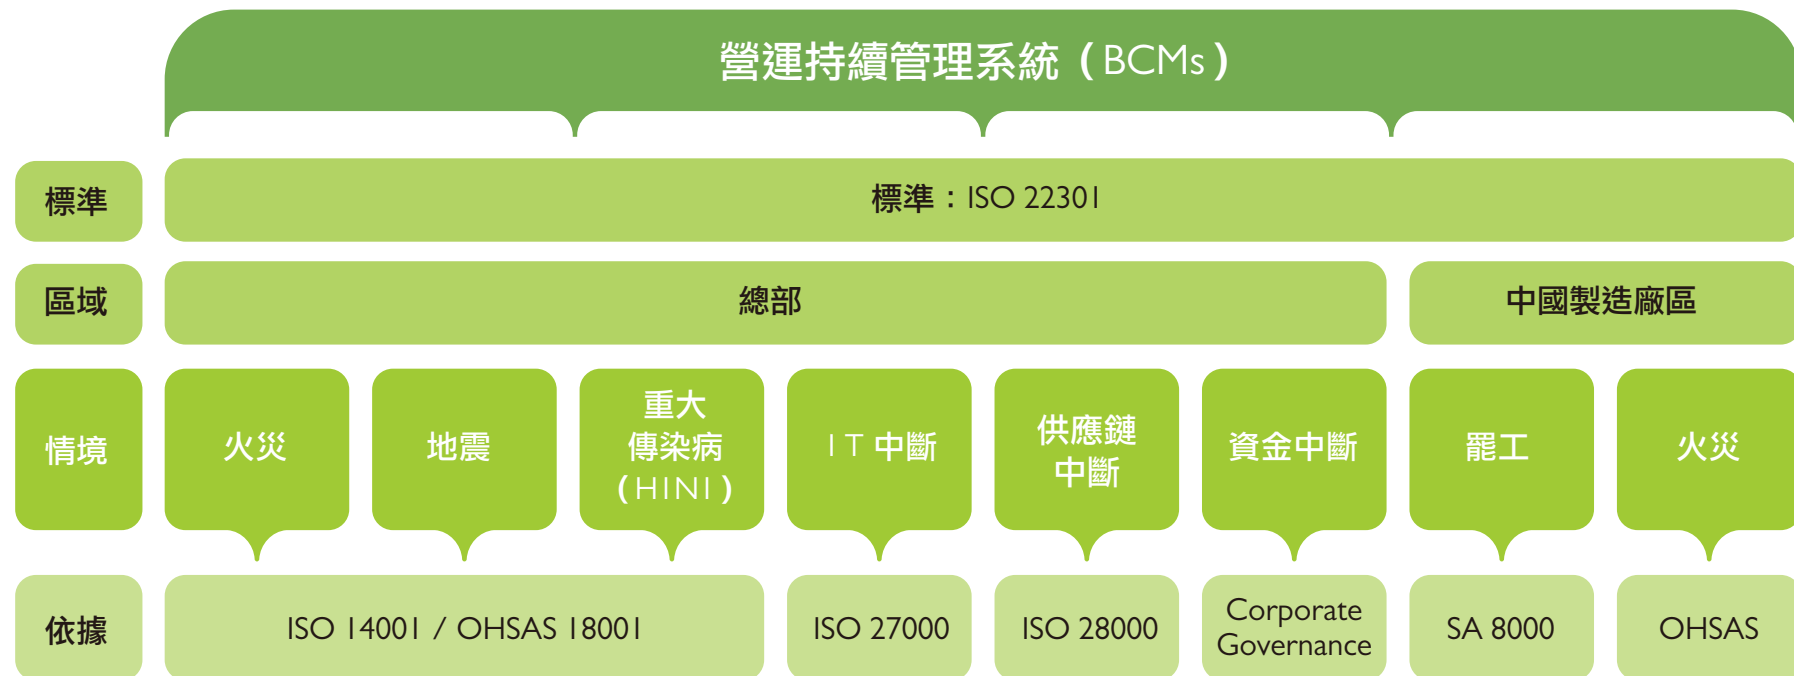 營運持續管理系統（BCMs）
標準
標準：ISO 22301
區域
總部
中國製造廠區
情境
火災
地震
重大
傳染病
（H1N1）
IT 中斷
供應鏈
中斷
資金中斷
罷工
火災
依據
ISO 14001 / OHSAS 18001
ISO 27000
ISO 28000
Corporate
Governance
SA 8000
OHSAS